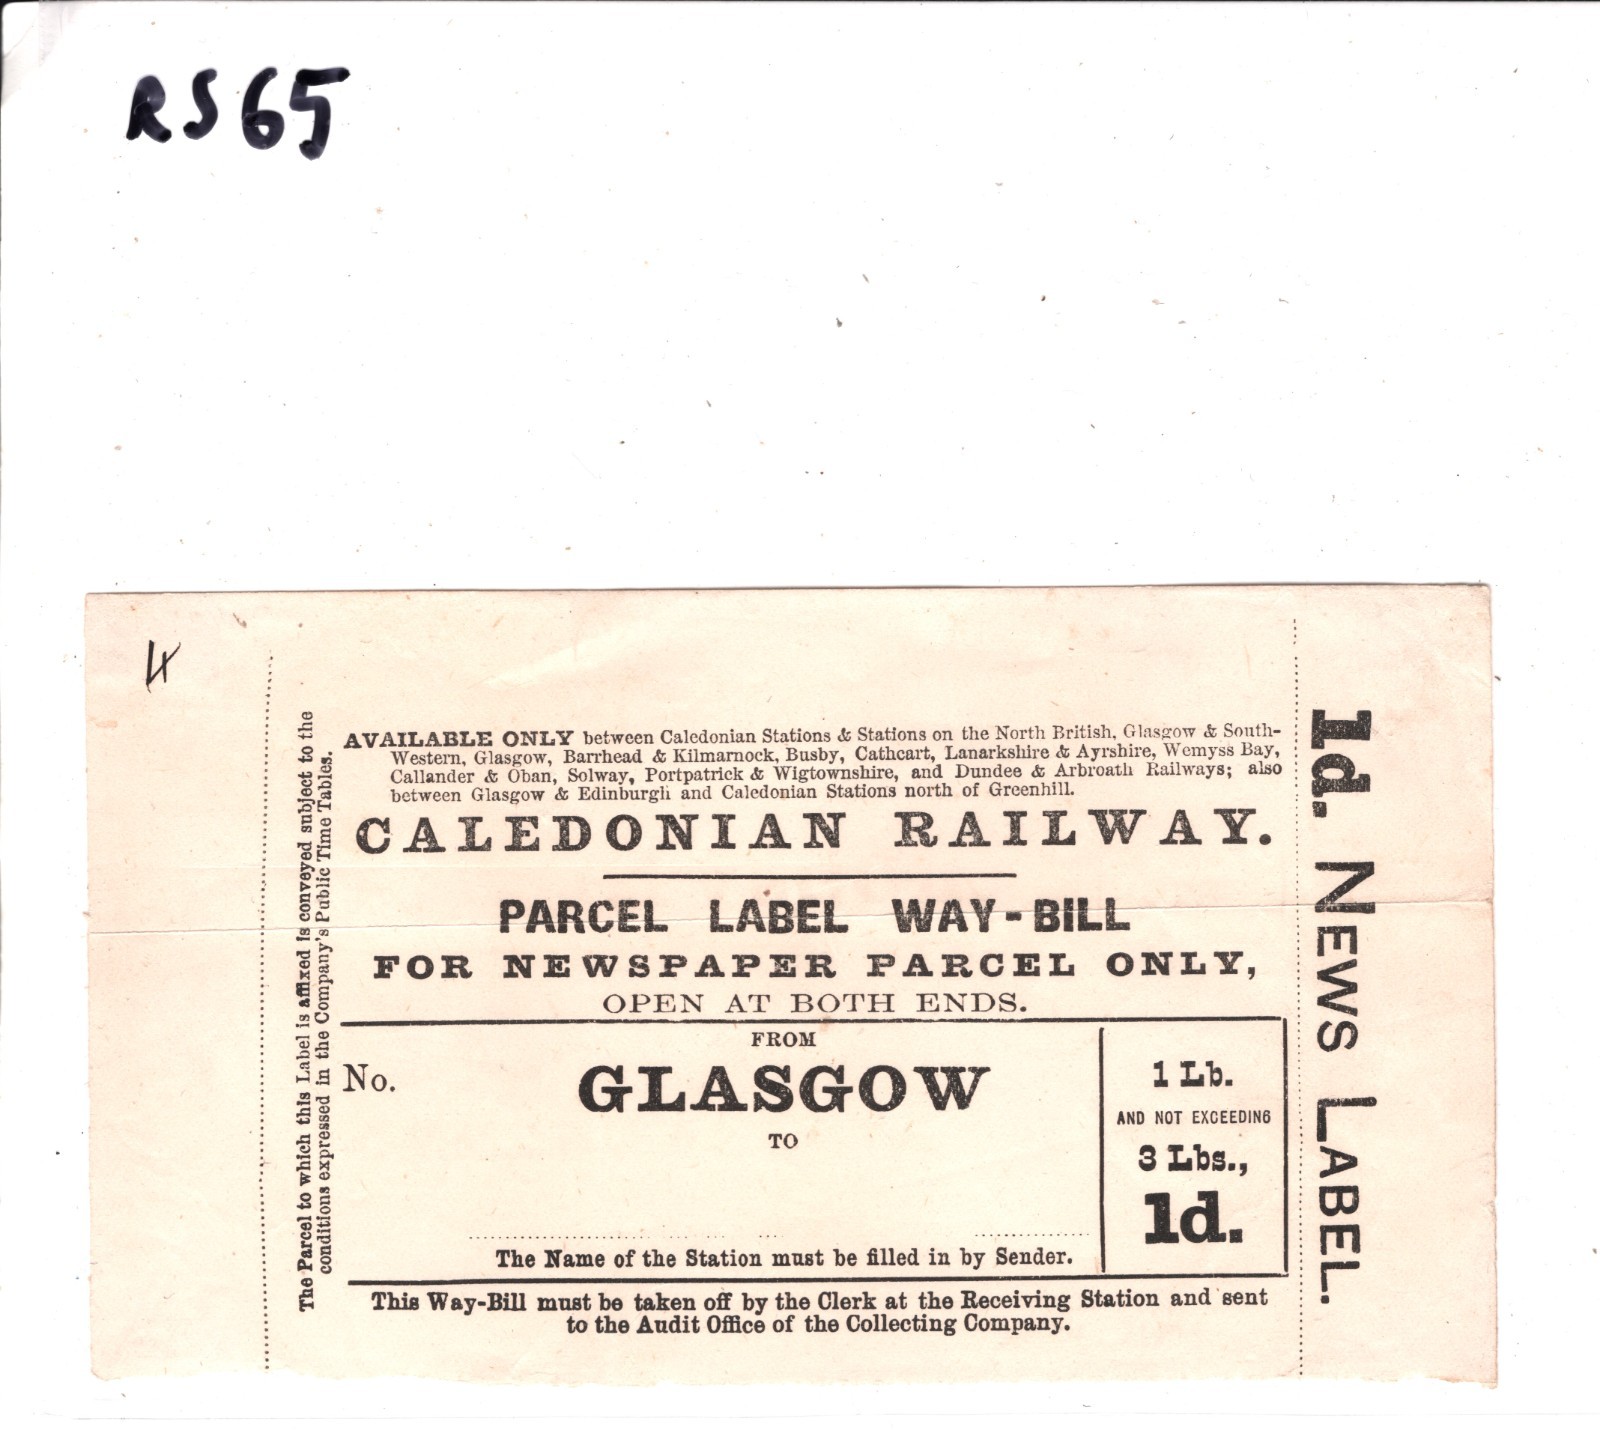 RS65
4
AVAILABLE ONLY between Caledonian Stations & Stations on the North British, Glasgow & South-
Western, Glasgow, Barrhead & Kilmarnock, Busby, Cathcart, Lanarkshire & Ayrshire, Wemyss Bay,
Callander & Oban, Solway, Portpatrick & Wigtownshire, and Dundee & Arbroath Railways; also
between Glasgow & Edinburgh and Caledonian Stations north of Greenhill.
CALEDONIAN RAILWAY.
PARCEL LABEL WAY-BILL
FOR NEWSPAPER PARCEL ONLY,
OPEN AT BOTH ENDS.
FROM
No.
GLASGOW
TO
The Name of the Station must be filled in by Sender.
1 Lb.
AND NOT EXCEEDING
3 Lbs.,
1d.
This Way-Bill must be taken off by the Clerk at the Receiving Station and sent
to the Audit Office of the Collecting Company.
The Parcel to which this Label is affixed is conveyed subject to the
conditions expressed in the Company's Public Time Tables.
1d. NEWS LABEL.